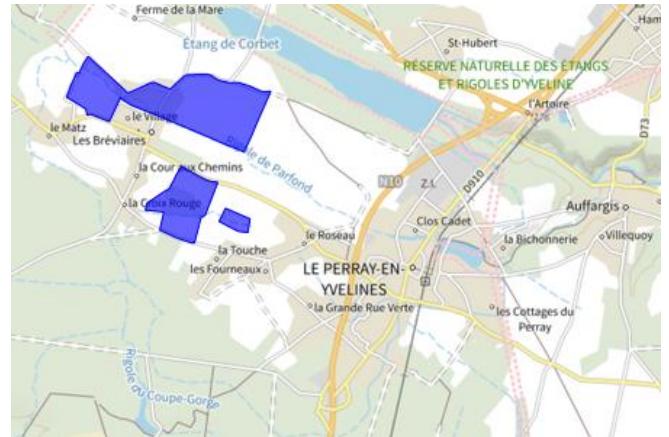 Ferme de la Mare
Étang de Corbet
St-Hubert
Ham
RÉSERVE NATURELLE DES ÉTANGS
ET RIGOLES D'YVELINE
l'Artoire
le Village
le Matz
Les Bréviaires
de Parfond
D73
la Cour aux Chemins
N10
Z.I.
D910
la Croix Rouge
Clos Cadet
Auffargis
le Roseau
la Bichonnerie
Villequoy
la Touche
les Fourneaux
LE PERRAY-EN-
YVELINES
la Grande Rue Verte
les Cottages du
Perray
Rigole du Coupe-Gorge